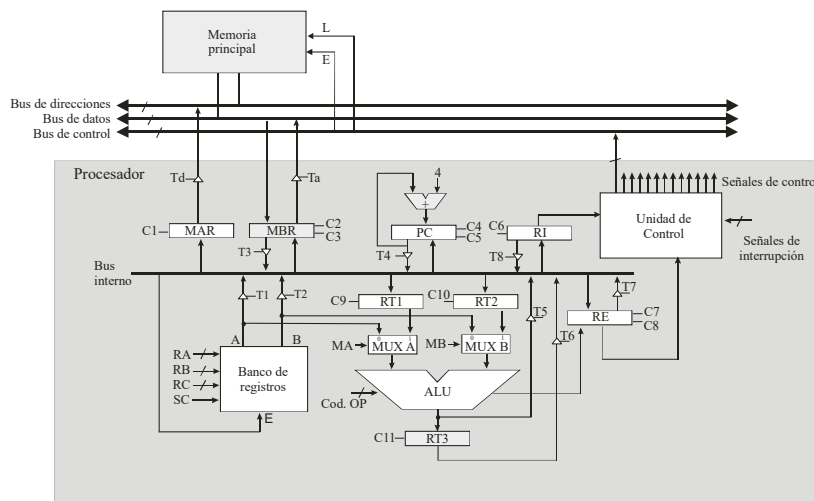 Memoria
principal
L
E
Bus de direcciones
Bus de datos
Bus de control
Procesador
Td
Ta
4
+
Señales de control
C1
MAR
MBR
C2
C3
PC
C4
C5
C6
RI
Unidad de
Control
Señales de
interrupción
T3
T4
T8
Bus
interno
T1
T2
C9
RT1
C10
RT2
T5
T7
RE
C7
C8
T6
A
B
MA
0
1
MUX A
MB
0
1
MUX B
RA
RB
RC
SC
Banco de
registros
E
Cod. OP
ALU
C11
RT3